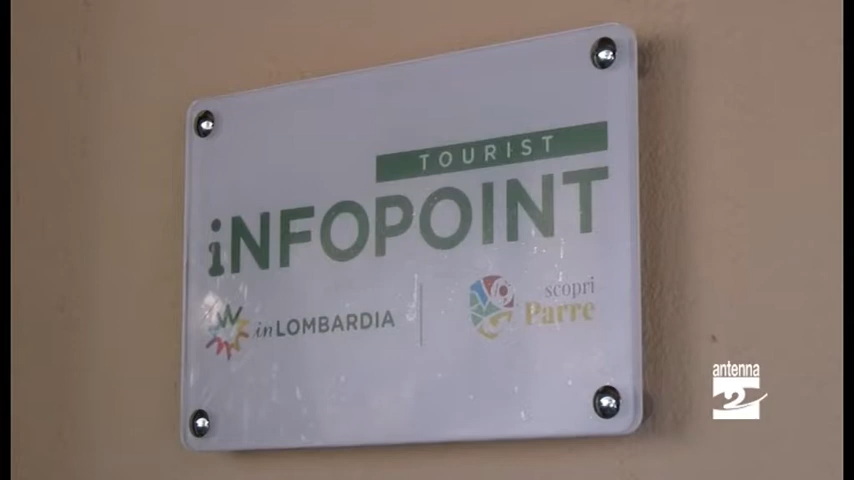 TOURIST
iNFOPOINT
inLOMBARDIA
scopri
Parre
antenna
2